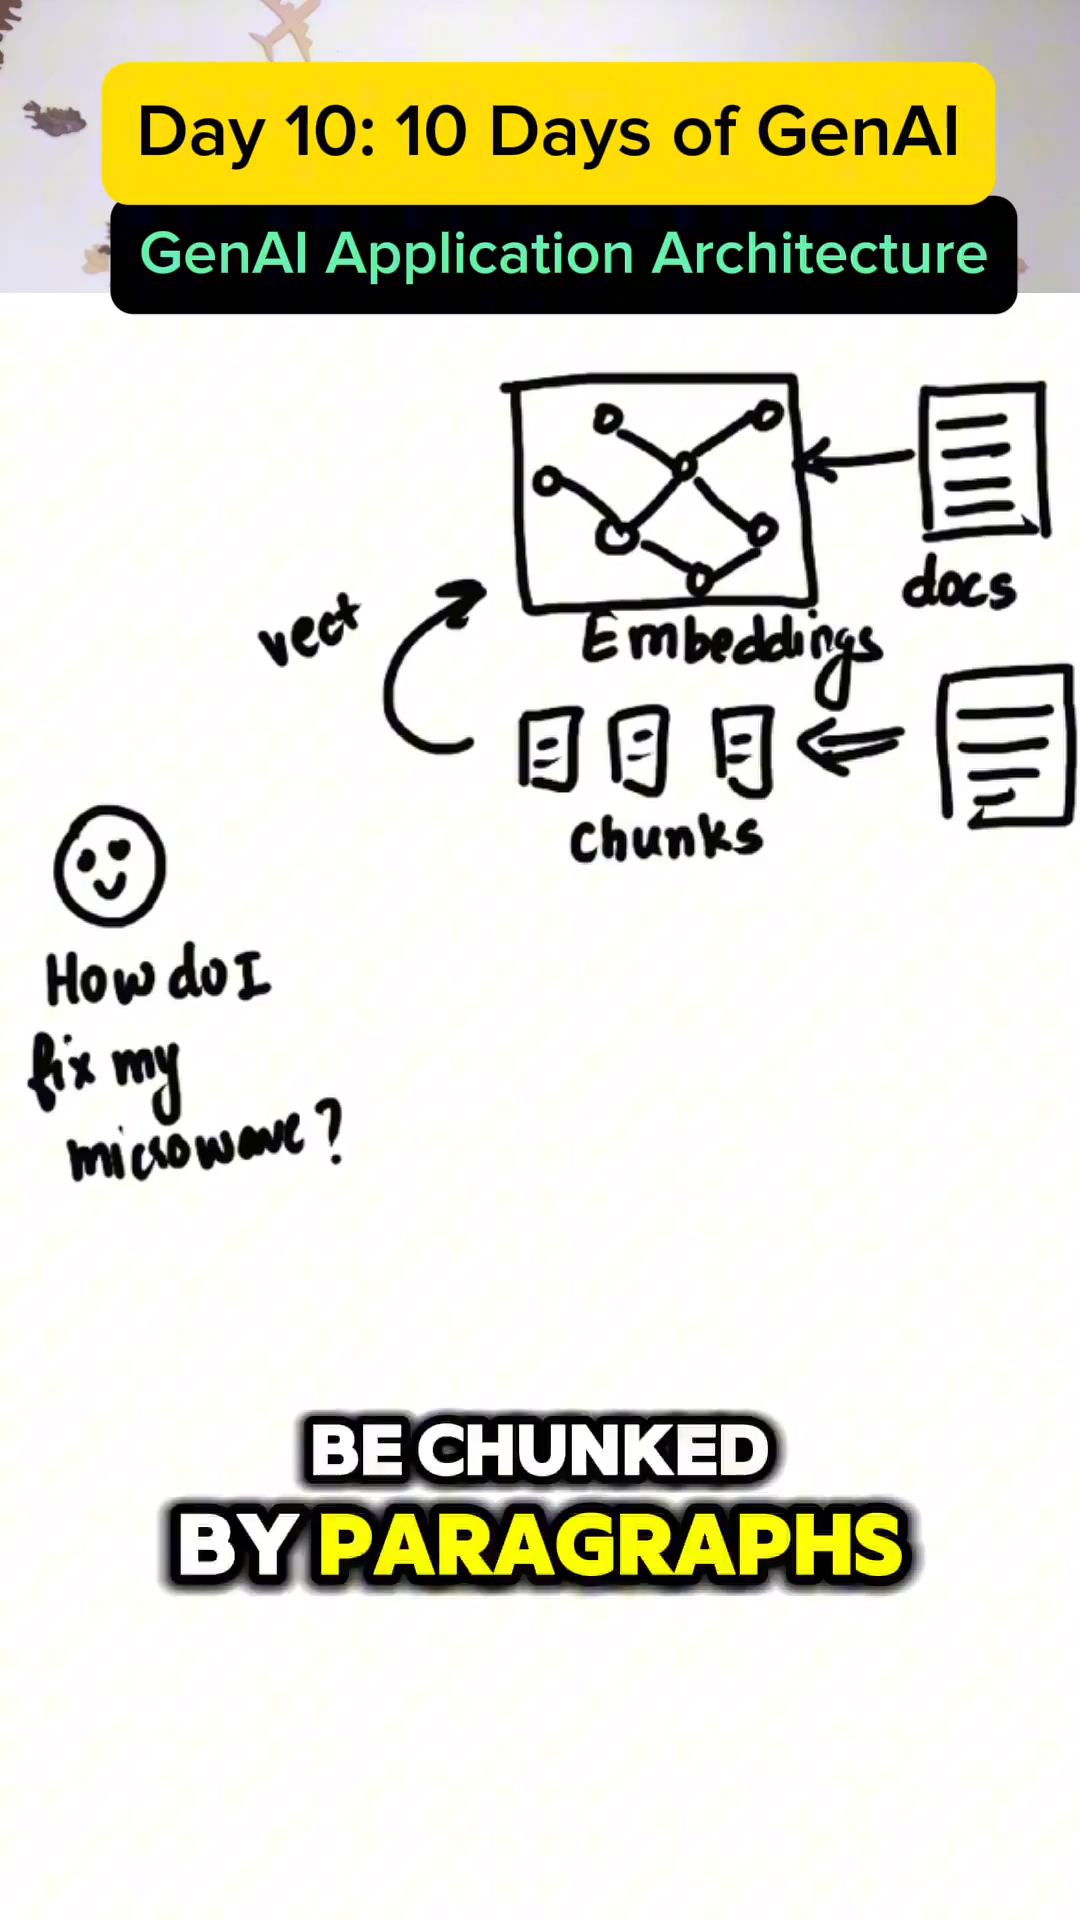 Day 10: 10 Days of GenAI
GenAI Application Architecture
docs
vect
Embeddings
chunks
How do I
fix my
microwave?
BE CHUNKED
BY PARAGRAPHS